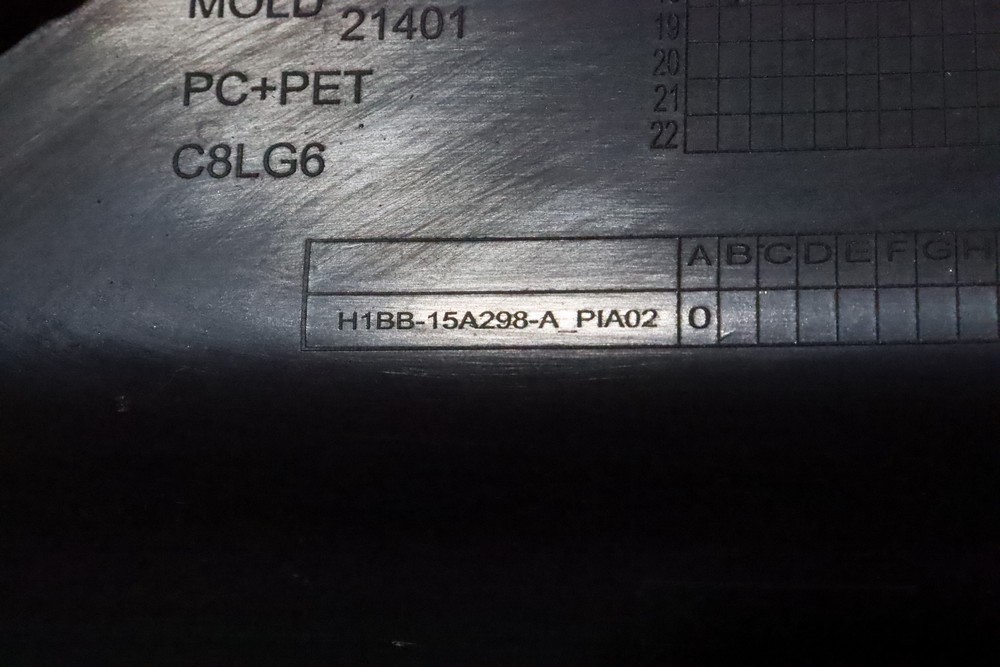 MOLD 21401
PC+PET
C8LG6
19
20
21
22
A B C D E F G H
H1BB-15A298-A_PIA02 0